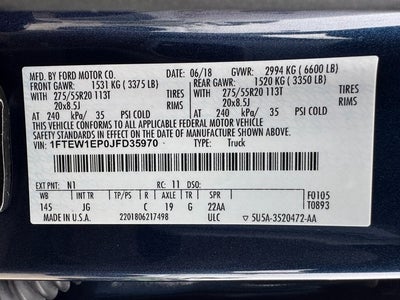 MFD. BY FORD MOTOR CO. DATE: 06/18 GVWR: 2994 KG ( 6600 LB)
FRONT GAWR: 1531 KG ( 3375 LB) REAR GAWR: 1520 KG ( 3350 LB)
WITH 275/55R20 113T TIRES WITH 275/55R20 113T TIRES
20x8.5J RIMS 20x8.5J RIMS
AT 240 kPa/ 35 PSI COLD AT 240 kPa/ 35 PSI COLD
THIS VEHICLE CONFORMS TO ALL APPLICABLE FEDERAL MOTOR VEHICLE
SAFETY STANDARDS IN EFFECT ON THE DATE OF MANUFACTURE SHOWN ABOVE.
VIN: 1FTEW1EP0JFD35970 TYPE: Truck
EXT PNT: N1 RC: 11 DSO:
WB INT TR TP/PS R AXLE TR SPR F0105
145 JG C 19 G 22AA T0893
2201806217498 ULC 5U5A-3520472-AA